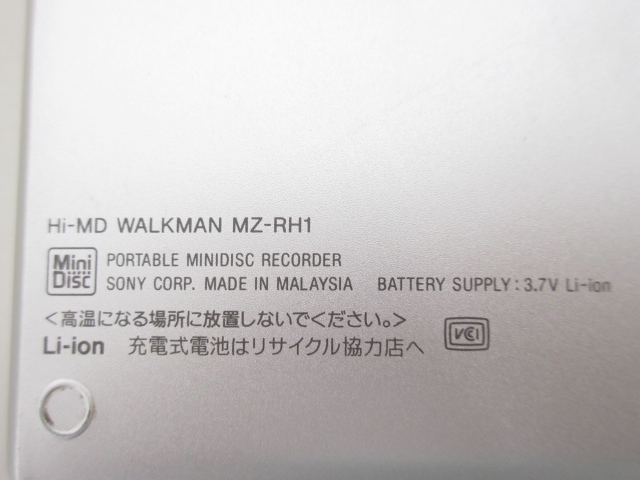 Hi-MD WALKMAN MZ-RH1
Mini Disc
PORTABLE MINIDISC RECORDER
SONY CORP. MADE IN MALAYSIA BATTERY SUPPLY: 3.7V Li-ion
<高温になる場所に放置しないでください。>
Li-ion 充電式電池はリサイクル協力店へ
VCCI